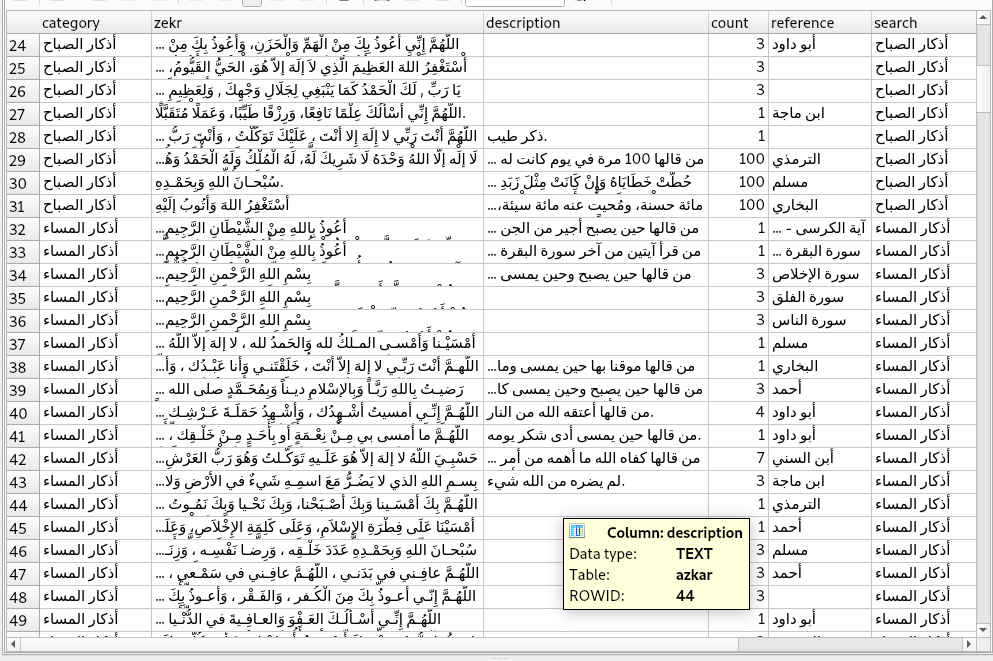 category zekr description count reference search
24 أذكار الصباح اللَّهُمَّ إِنِّي أَعُوذُ بِكَ مِنْ الْهَمِّ وَالْحَزَنِ، وَأَعُوذُ بِكَ مِنْ ... 3 أبو داود أذكار الصباح
25 أذكار الصباح أَسْتَغْفِرُ اللهَ العَظِيمَ الَّذِي لاَ إلَهَ إلاَّ هُوَ، الحَيُّ القَيُّومُ، ... 3 أذكار الصباح
26 أذكار الصباح يَا رَبِّ , لَكَ الْحَمْدُ كَمَا يَنْبَغِي لِجَلَالِ وَجْهِكَ , وَلِعَظِيمِ ... 3 أذكار الصباح
27 أذكار الصباح اللَّهُمَّ إِنِّي أَسْأَلُكَ عِلْمًا نَافِعًا، وَرِزْقًا طَيِّبًا، وَعَمَلًا مُتَقَبَّلًا. 1 ابن ماجة أذكار الصباح
28 أذكار الصباح اللَّهُمَّ أَنْتَ رَبِّي لا إِلَهَ إِلا أَنْتَ ، عَلَيْكَ تَوَكَّلْتُ ، وَأَنْتَ رَبُّ ... ذكر طيب. 1 أذكار الصباح
29 أذكار الصباح لَا إلَه إلّا اللهُ وَحْدَهُ لَا شَرِيكَ لَهُ، لَهُ الْمُلْكُ وَلَهُ الْحَمْدُ وَهُ... من قالها 100 مرة في يوم كانت له ... 100 الترمذي أذكار الصباح
30 أذكار الصباح سُبْحـانَ اللهِ وَبِحَمْـدِهِ. حُطَّتْ خَطَايَاهُ وَإِنْ كَانَتْ مِثْلَ زَبَدِ ... 100 مسلم أذكار الصباح
31 أذكار الصباح أسْتَغْفِرُ اللهَ وَأتُوبُ إلَيْهِ مائة حسنة، ومُحيت عنه مائة سيئة،... 100 البخاري أذكار الصباح
32 أذكار المساء أَعُوذُ بِاللهِ مِنْ الشَّيْطَانِ الرَّجِيمِ... من قالها حين يصبح أجير من الجن ... 1 آية الكرسى - ... أذكار المساء
33 أذكار المساء أَعُوذُ بِاللهِ مِنْ الشَّيْطَانِ الرَّجِيمِ... من قرأ آيتين من آخر سورة البقرة ... 1 سورة البقرة ... أذكار المساء
34 أذكار المساء بِسْمِ اللهِ الرَّحْمنِ الرَّحِيم... من قالها حين يصبح وحين يمسى ... 3 سورة الإخلاص أذكار المساء
35 أذكار المساء بِسْمِ اللهِ الرَّحْمنِ الرَّحِيم... 3 سورة الفلق أذكار المساء
36 أذكار المساء بِسْمِ اللهِ الرَّحْمنِ الرَّحِيم... 3 سورة الناس أذكار المساء
37 أذكار المساء أَمْسَيْـنا وَأَمْسـى المـلكُ لله وَالحَمدُ لله ، لا إلهَ إلاّ اللّهُ ... 1 مسلم أذكار المساء
38 أذكار المساء اللّهـمَّ أَنْتَ رَبِّـي لا إلهَ إلاّ أَنْتَ ، خَلَقْتَنـي وَأَنا عَبْـدُك ، وَأَ... من قالها موقنا بها حين يمسى وما... 1 البخاري أذكار المساء
39 أذكار المساء رَضيـتُ بِاللهِ رَبَّـاً وَبِالإسْلامِ ديـناً وَبِمُحَمَّدٍ صلى الله ... من قالها حين يصبح وحين يمسى كا... 3 أحمد أذكار المساء
40 أذكار المساء اللّهُـمَّ إِنِّـي أَمسيتُ أُشْـهِدُك ، وَأُشْـهِدُ حَمَلَـةَ عَـرْشِـك ... من قالها أعتقه الله من النار. 4 أبو داود أذكار المساء
41 أذكار المساء اللّهُـمَّ ما أَمسى بي مِـنْ نِعْـمَةٍ أَو بِأَحَـدٍ مِـنْ خَلْـقِك ، ... من قالها حين يمسى أدى شكر يومه. 1 أبو داود أذكار المساء
42 أذكار المساء حَسْبِـيَ اللّهُ لا إلهَ إلاّ هُوَ عَلَـيهِ تَوَكَّـلتُ وَهُوَ رَبُّ العَرْشِ... من قالها كفاه الله ما أهمه من أمر ... 7 أبن السني أذكار المساء
43 أذكار المساء بِسـمِ اللهِ الذي لا يَضُـرُّ مَعَ اسمِـهِ شَيءٌ في الأرْضِ وَلا... لم يضره من الله شيء. 3 ابن ماجة أذكار المساء
44 أذكار المساء اللّهُـمَّ بِكَ أَمْسَـينا وَبِكَ أَصْـبَحْنا، وَبِكَ نَحْـيا وَبِكَ نَمُـوتُ ... 1 الترمذي أذكار المساء
45 أذكار المساء أَمْسَيْنَا عَلَى فِطْرَةِ الإسْلاَمِ، وَعَلَى كَلِمَةِ الإِخْلاَصِ، وَعَلَ... 1 أحمد أذكار المساء
46 أذكار المساء سُبْحـانَ اللهِ وَبِحَمْـدِهِ عَدَدَ خَلْـقِه ، وَرِضـا نَفْسِـه ، وَزِنَـ... 3 مسلم أذكار المساء
47 أذكار المساء اللّهُـمَّ عافِـني في بَدَنـي ، اللّهُـمَّ عافِـني في سَمْـعي ، ... 3 أحمد أذكار المساء
48 أذكار المساء اللّهُـمَّ إِنّـي أَعـوذُ بِكَ مِنَ الْكُـفر ، وَالفَـقْر ، وَأَعـوذُ بِكَ ... 3 أذكار المساء
49 أذكار المساء اللّهُمَّ إِنِّـي أسْـأَلُـكَ العَـفْوَ وَالعـافِـيةَ في الدُّنْـيا ... 1 أبو داود أذكار المساء
Column: description
Data type: TEXT
Table: azkar
ROWID: 44